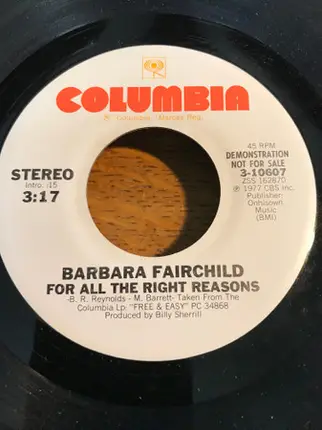 COLUMBIA
® Columbia, Marcas Reg.
STEREO
Intro. :15
3:17
45 RPM
DEMONSTRATION
NOT FOR SALE
3-10607
ZSS 162870
℗ 1977 CBS Inc.
Publisher:
Onhisown
Music
(BMI)
BARBARA FAIRCHILD
FOR ALL THE RIGHT REASONS
-B. R. Reynolds - M. Barrett- Taken From The
Columbia Lp: "FREE & EASY" PC 34868
Produced by Billy Sherrill